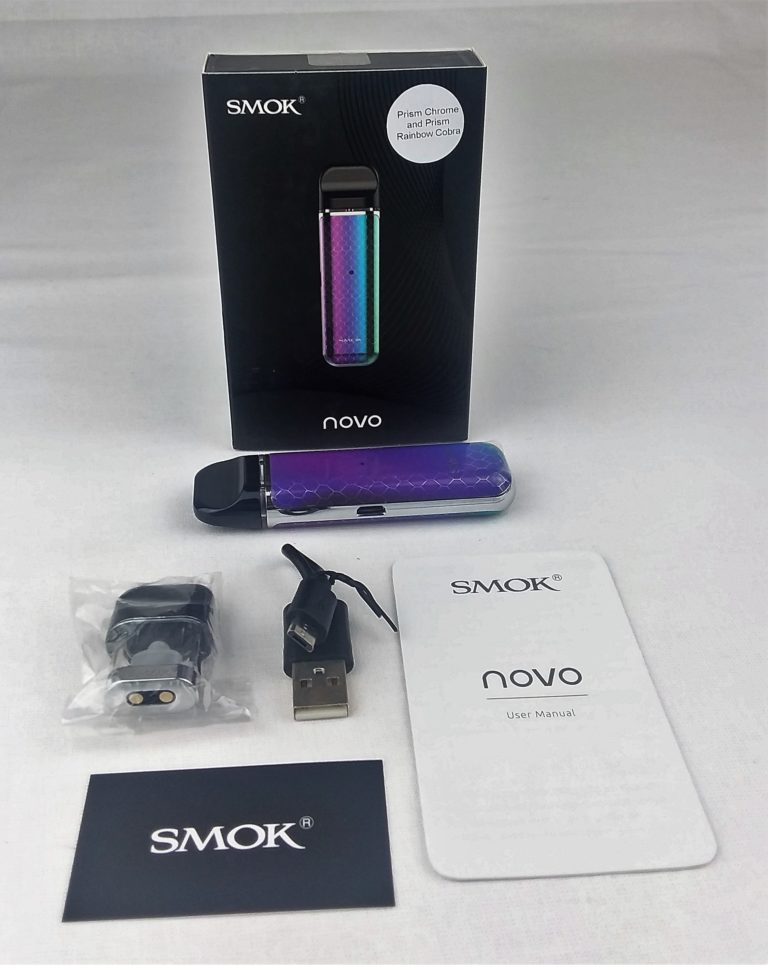 SMOK®
Prism Chrome
and Prism
Rainbow Cobra
novo
SMOK®
novo
User Manual
SMOK®